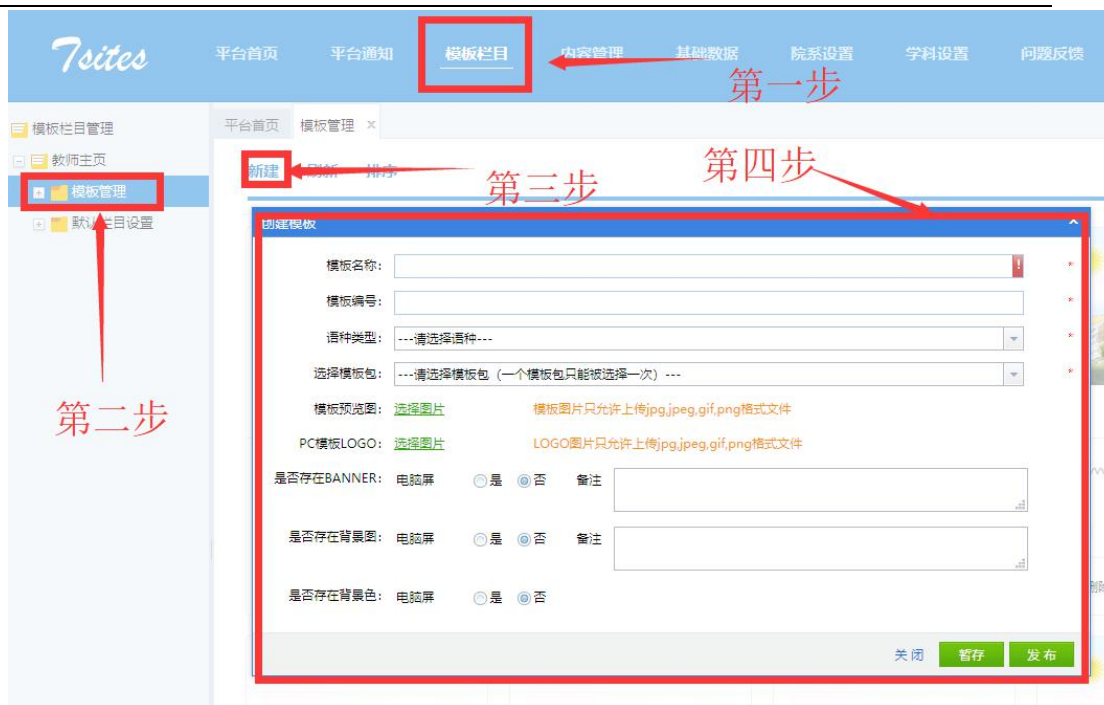 Tsites 平台首页 平台通知 模板栏目 内容管理 基础数据 院系设置 学科设置 问题反馈
第一步
模板栏目管理
平台首页 模板管理 ×
教师主页
新建 刷新 排序
第三步
第四步
模板管理
默认栏目设置
第二步
创建模板
模板名称: *
模板编号: *
语种类型: ---请选择语种--- *
选择模板包: ---请选择模板包 (一个模板包只能被选择一次) --- *
模板预览图: 选择图片 模板图片只允许上传jpg,jpeg,gif,png格式文件
PC模板LOGO: 选择图片 LOGO图片只允许上传jpg,jpeg,gif,png格式文件
是否存在BANNER: 电脑屏 是 否 备注
是否存在背景图: 电脑屏 是 否 备注
是否存在背景色: 电脑屏 是 否
关闭 暂存 发布